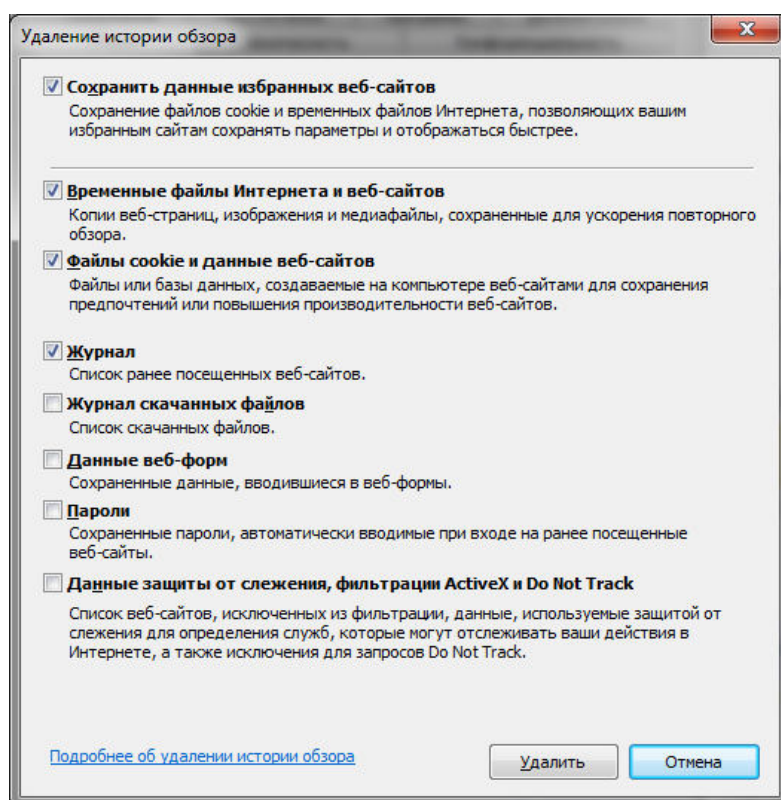 Удаление истории обзора
Сохранить данные избранных веб-сайтов
Сохранение файлов cookie и временных файлов Интернета, позволяющих вашим
избранным сайтам сохранять параметры и отображаться быстрее.
Временные файлы Интернета и веб-сайтов
Копии веб-страниц, изображения и медиафайлы, сохраненные для ускорения повторного
обзора.
Файлы cookie и данные веб-сайтов
Файлы или базы данных, создаваемые на компьютере веб-сайтами для сохранения
предпочтений или повышения производительности веб-сайтов.
Журнал
Список ранее посещенных веб-сайтов.
Журнал скачанных файлов
Список скачанных файлов.
Данные веб-форм
Сохраненные данные, вводившиеся в веб-формы.
Пароли
Сохраненные пароли, автоматически вводимые при входе на ранее посещенные
веб-сайты.
Данные защиты от слежения, фильтрации ActiveX и Do Not Track
Список веб-сайтов, исключенных из фильтрации, данные, используемые защитой от
слежения для определения служб, которые могут отслеживать ваши действия в
Интернете, а также исключения для запросов Do Not Track.
Подробнее об удалении истории обзора
Удалить
Отмена